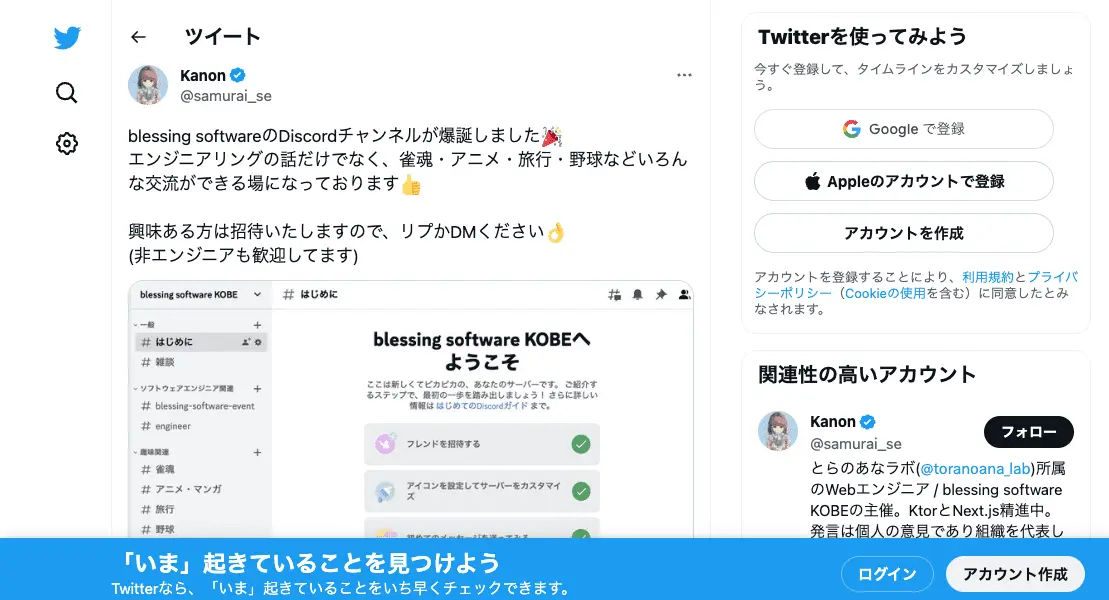 ツイート
Kanon
@samurai_se
blessing softwareのDiscordチャンネルが爆誕しました🎉
エンジニアリングの話だけでなく、雀魂・アニメ・旅行・野球などいろん
な交流ができる場になっております👍
興味ある方は招待いたしますので、リプかDMください👌
(非エンジニアも歓迎してます)
blessing software KOBE
# はじめに
一般
# はじめに
# 雑談
ソフトウェアエンジニア関連
# blessing-software-event
# engineer
趣味関連
# 雀魂
# アニメ・マンガ
# 旅行
# 野球
blessing software KOBEへ
ようこそ
ここは新しくてピカピカの、あなたのサーバーです。ご紹介す
るステップで、最初の一歩を踏み出しましょう！ さらに詳しい
情報は はじめてのDiscordガイド まで。
フレンドを招待する
アイコンを設定してサーバーをカスタマイ
ズ
Twitterを使ってみよう
今すぐ登録して、タイムラインをカスタマイズしましょ
う。
Google で登録
Appleのアカウントで登録
アカウントを作成
アカウントを登録することにより、利用規約とプライバ
シーポリシー（Cookieの使用を含む）に同意したとみ
なされます。
関連性の高いアカウント
Kanon
@samurai_se
フォロー
とらのあなラボ(@toranoana_lab)所属
のWebエンジニア / blessing software
KOBEの主催。KtorとNext.js精進中。
発言は個人の意見であり組織を代表し
「いま」起きていることを見つけよう
Twitterなら、「いま」起きていることをいち早くチェックできます。
ログイン
アカウント作成